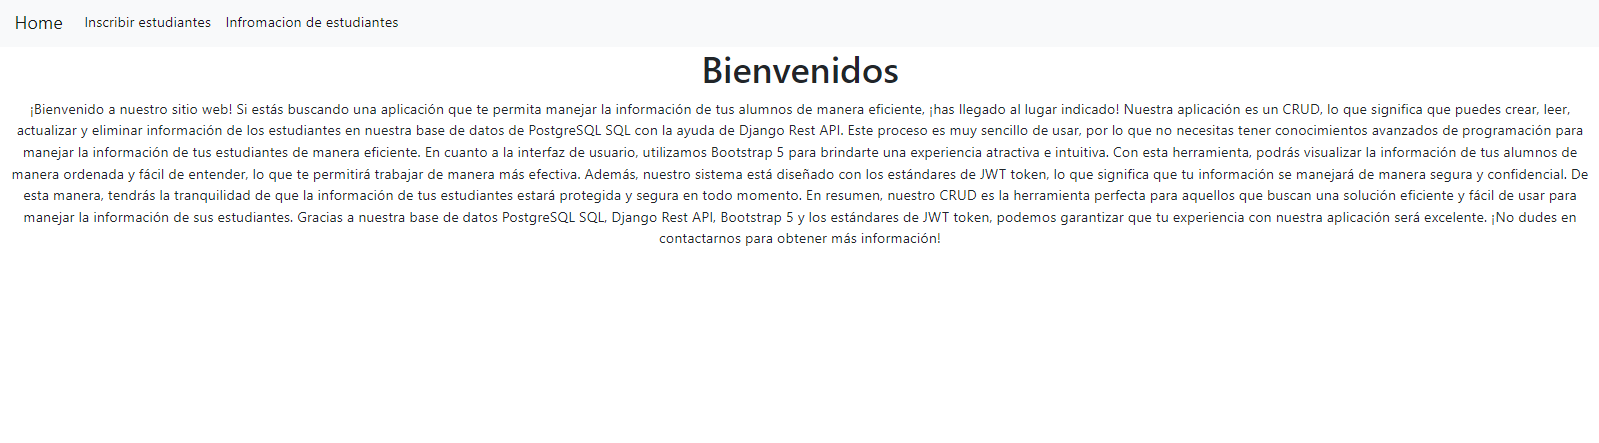 Home Inscribir estudiantes Infromacion de estudiantes
Bienvenidos
¡Bienvenido a nuestro sitio web! Si estás buscando una aplicación que te permita manejar la información de tus alumnos de manera eficiente, ¡has llegado al lugar indicado! Nuestra aplicación es un CRUD, lo que significa que puedes crear, leer,
actualizar y eliminar información de los estudiantes en nuestra base de datos de PostgreSQL SQL con la ayuda de Django Rest API. Este proceso es muy sencillo de usar, por lo que no necesitas tener conocimientos avanzados de programación para
manejar la información de tus estudiantes de manera eficiente. En cuanto a la interfaz de usuario, utilizamos Bootstrap 5 para brindarte una experiencia atractiva e intuitiva. Con esta herramienta, podrás visualizar la información de tus alumnos de
manera ordenada y fácil de entender, lo que te permitirá trabajar de manera más efectiva. Además, nuestro sistema está diseñado con los estándares de JWT token, lo que significa que tu información se manejará de manera segura y confidencial. De
esta manera, tendrás la tranquilidad de que la información de tus estudiantes estará protegida y segura en todo momento. En resumen, nuestro CRUD es la herramienta perfecta para aquellos que buscan una solución eficiente y fácil de usar para
manejar la información de sus estudiantes. Gracias a nuestra base de datos PostgreSQL SQL, Django Rest API, Bootstrap 5 y los estándares de JWT token, podemos garantizar que tu experiencia con nuestra aplicación será excelente. ¡No dudes en
contactarnos para obtener más información!